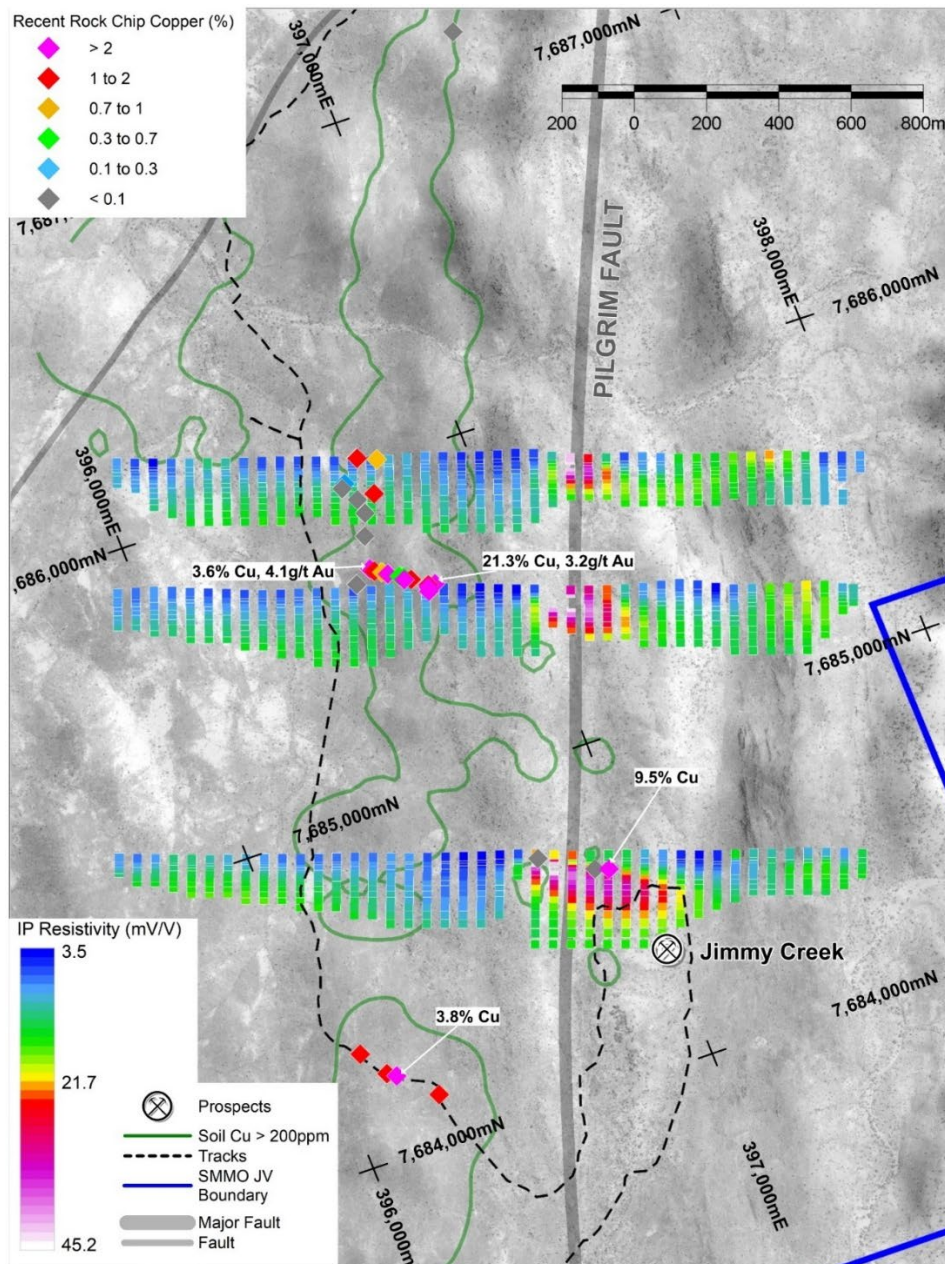 Recent Rock Chip Copper (%)
> 2
1 to 2
0.7 to 1
0.3 to 0.7
0.1 to 0.3
< 0.1
397,000mE
7,687,000mN
200 0 200 400 600 800m
7,687,
PILGRIM FAULT
398,000mE
7,686,000mN
396,000mE
,686,000mN
3.6% Cu, 4.1g/t Au
21.3% Cu, 3.2g/t Au
7,685,000mN
9.5% Cu
7,685,000mN
IP Resistivity (mV/V)
3.5
21.7
45.2
Jimmy Creek
7,684,000mN
3.8% Cu
Prospects
Soil Cu > 200ppm
Tracks
SMMO JV
Boundary
Major Fault
Fault
7,684,000mN
396,000m
397,000mE